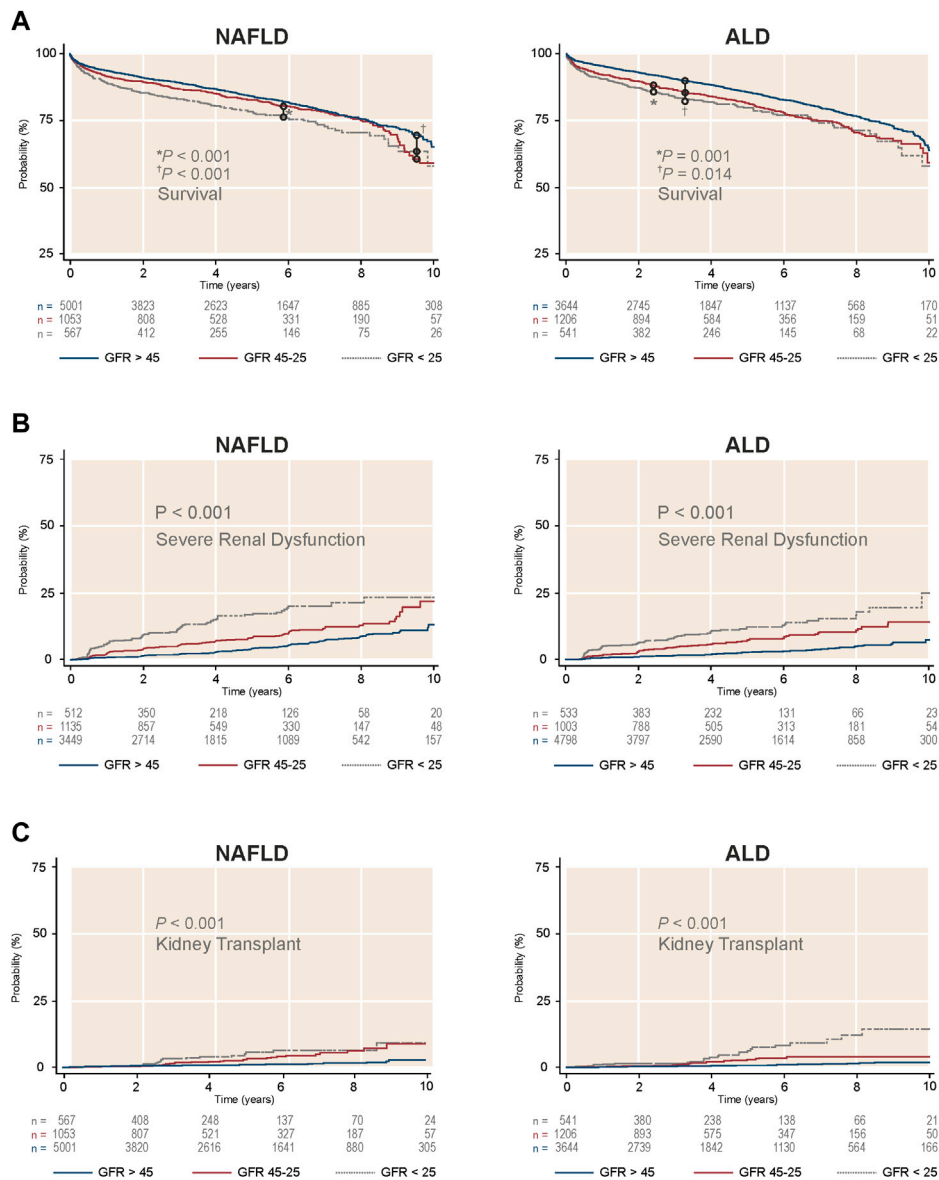 A
NAFLD
100
75
50
25
Probability (%)
*P < 0.001
†P < 0.001
Survival
*
†
0 2 4 6 8 10
Time (years)
n = 5001 3823 2623 1647 885 308
n = 1053 808 528 331 190 57
n = 567 412 255 146 75 26
GFR > 45 GFR 45-25 GFR < 25
ALD
100
75
50
25
Probability (%)
*
†
*P = 0.001
†P = 0.014
Survival
0 2 4 6 8 10
Time (years)
n = 3644 2745 1847 1137 568 170
n = 1206 894 584 356 159 51
n = 541 382 246 145 68 22
GFR > 45 GFR 45-25 GFR < 25
B
NAFLD
75
50
25
0
Probability (%)
P < 0.001
Severe Renal Dysfunction
0 2 4 6 8 10
Time (years)
n = 512 350 218 126 58 20
n = 1135 857 549 330 147 48
n = 3449 2714 1815 1089 542 157
GFR > 45 GFR 45-25 GFR < 25
ALD
75
50
25
0
Probability (%)
P < 0.001
Severe Renal Dysfunction
0 2 4 6 8 10
Time (years)
n = 533 383 232 131 66 23
n = 1003 788 505 313 181 54
n = 4798 3797 2590 1614 858 300
GFR > 45 GFR 45-25 GFR < 25
C
NAFLD
75
50
25
0
Probability (%)
P < 0.001
Kidney Transplant
0 2 4 6 8 10
Time (years)
n = 567 408 248 137 70 24
n = 1053 807 521 327 187 57
n = 5001 3820 2616 1641 880 305
GFR > 45 GFR 45-25 GFR < 25
ALD
75
50
25
0
Probability (%)
P < 0.001
Kidney Transplant
0 2 4 6 8 10
Time (years)
n = 541 380 238 138 66 21
n = 1206 893 575 347 156 50
n = 3644 2739 1842 1130 564 166
GFR > 45 GFR 45-25 GFR < 25